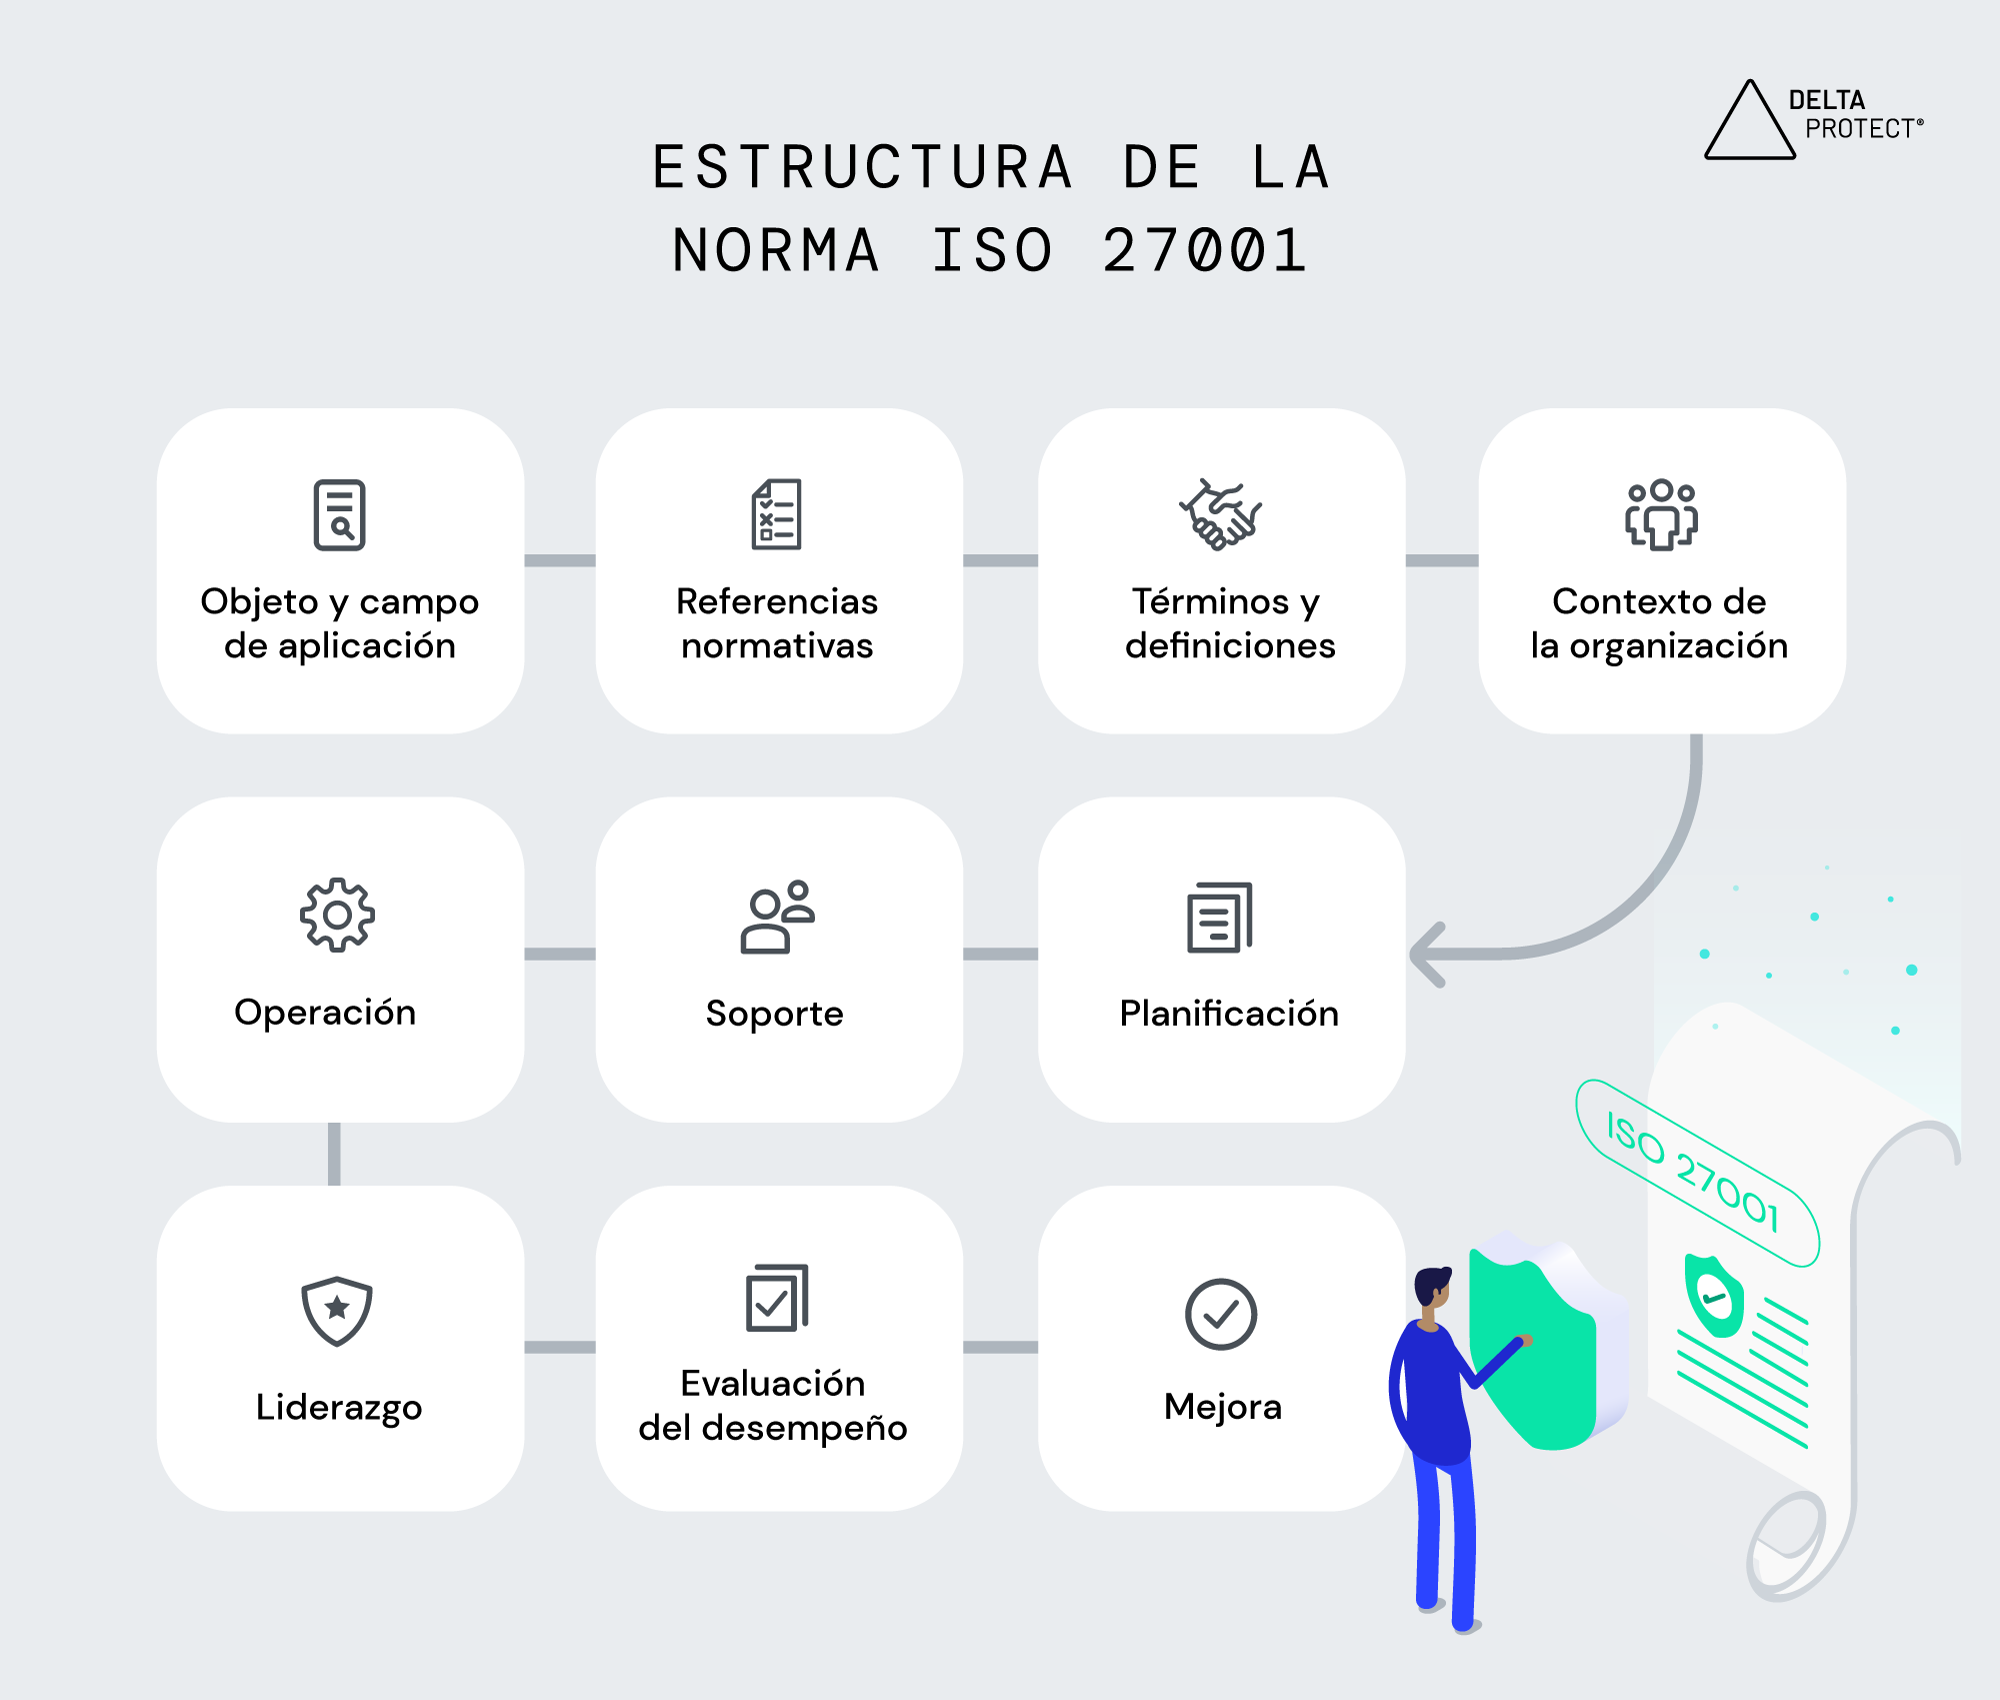 DELTA
PROTECT®
ESTRUCTURA DE LA
NORMA ISO 27001
Objeto y campo
de aplicación
Referencias
normativas
Términos y
definiciones
Contexto de
la organización
Planificación
Soporte
Operación
Liderazgo
Evaluación
del desempeño
Mejora
ISO 27001